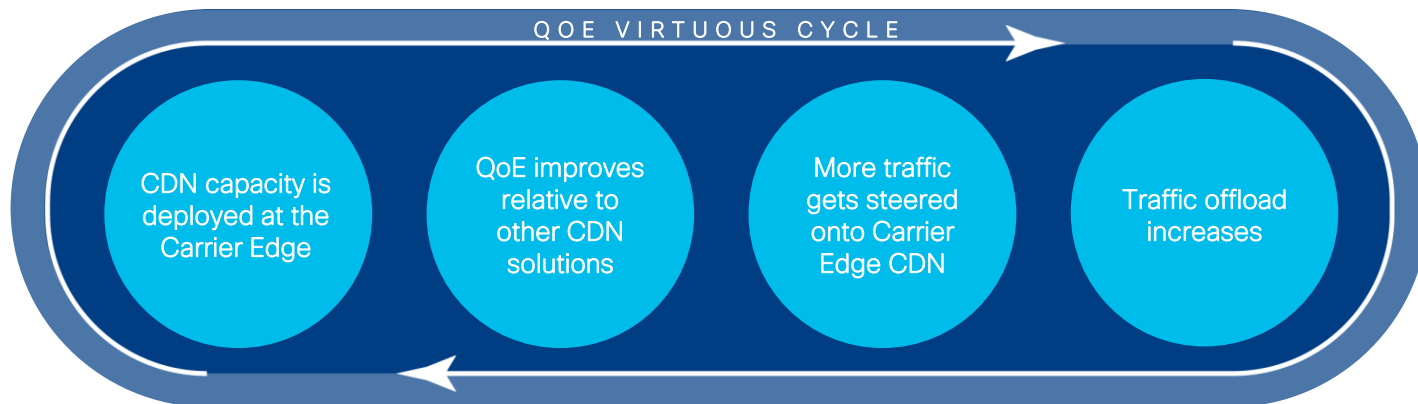 QOE VIRTUOUS CYCLE
CDN capacity is
deployed at the
Carrier Edge
QoE improves
relative to
other CDN
solutions
More traffic
gets steered
onto Carrier
Edge CDN
Traffic offload
increases